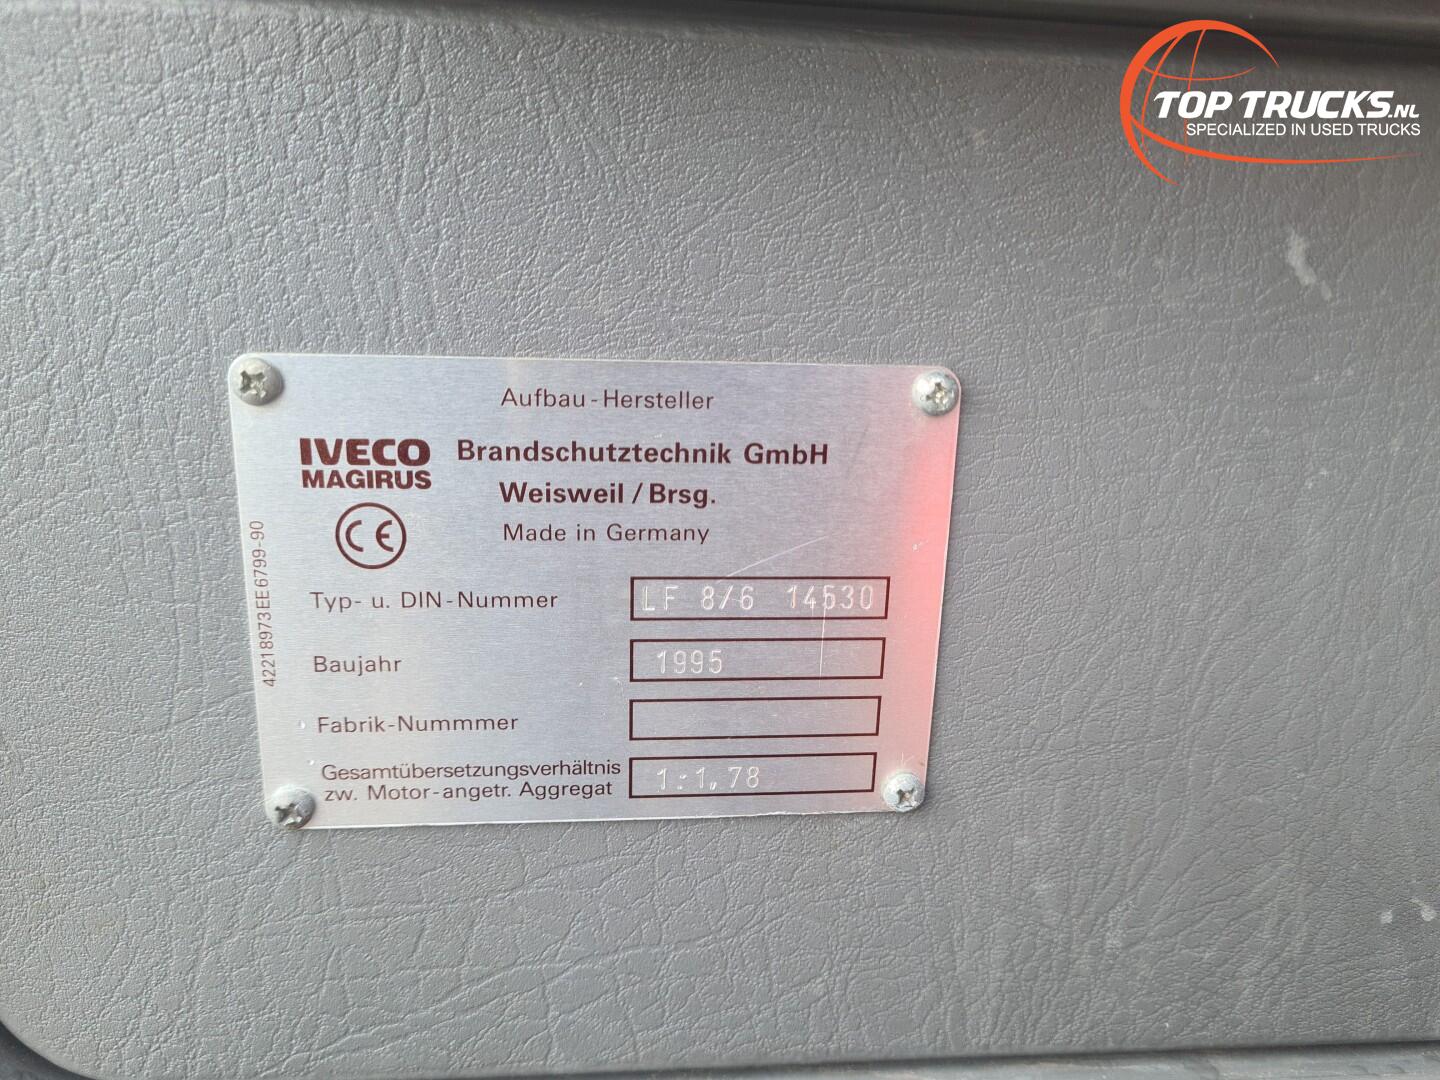 TOP TRUCKS.NL
SPECIALIZED IN USED TRUCKS
Aufbau-Hersteller
IVECO
MAGIRUS
Brandschutztechnik GmbH
Weisweil / Brsg.
Made in Germany
CE
42218973EE6799-90
Typ- u. DIN-Nummer LF 8/6 14530
Baujahr 1995
Fabrik-Nummmer
Gesamtübersetzungsverhältnis
zw. Motor-angetr. Aggregat 1:1,78